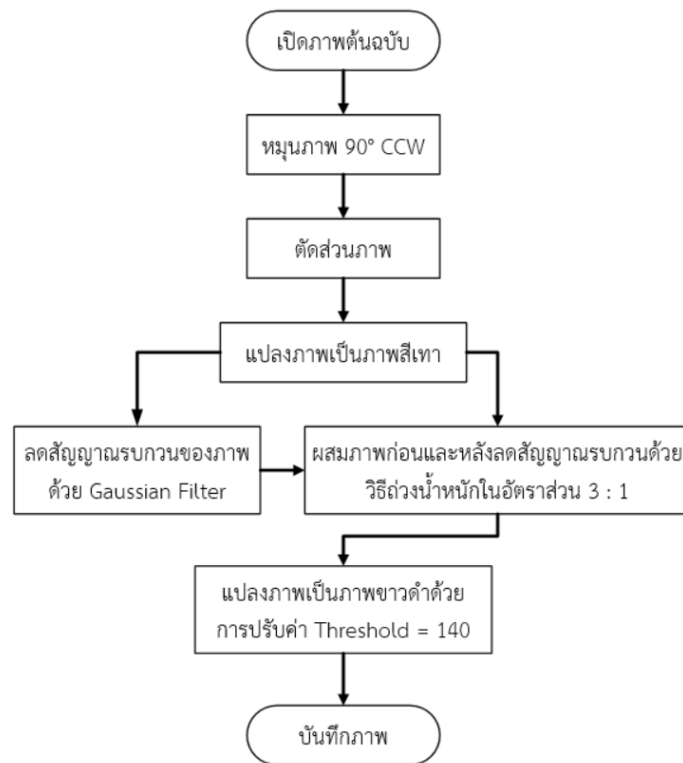 เปิดภาพต้นฉบับ
หมุนภาพ 90° CCW
ตัดส่วนภาพ
แปลงภาพเป็นภาพสีเทา
ลดสัญญาณรบกวนของภาพ
ด้วย Gaussian Filter
ผสมภาพก่อนและหลังลดสัญญาณรบกวนด้วย
วิธีถ่วงน้ำหนักในอัตราส่วน 3 : 1
แปลงภาพเป็นภาพขาวดำด้วย
การปรับค่า Threshold = 140
บันทึกภาพ